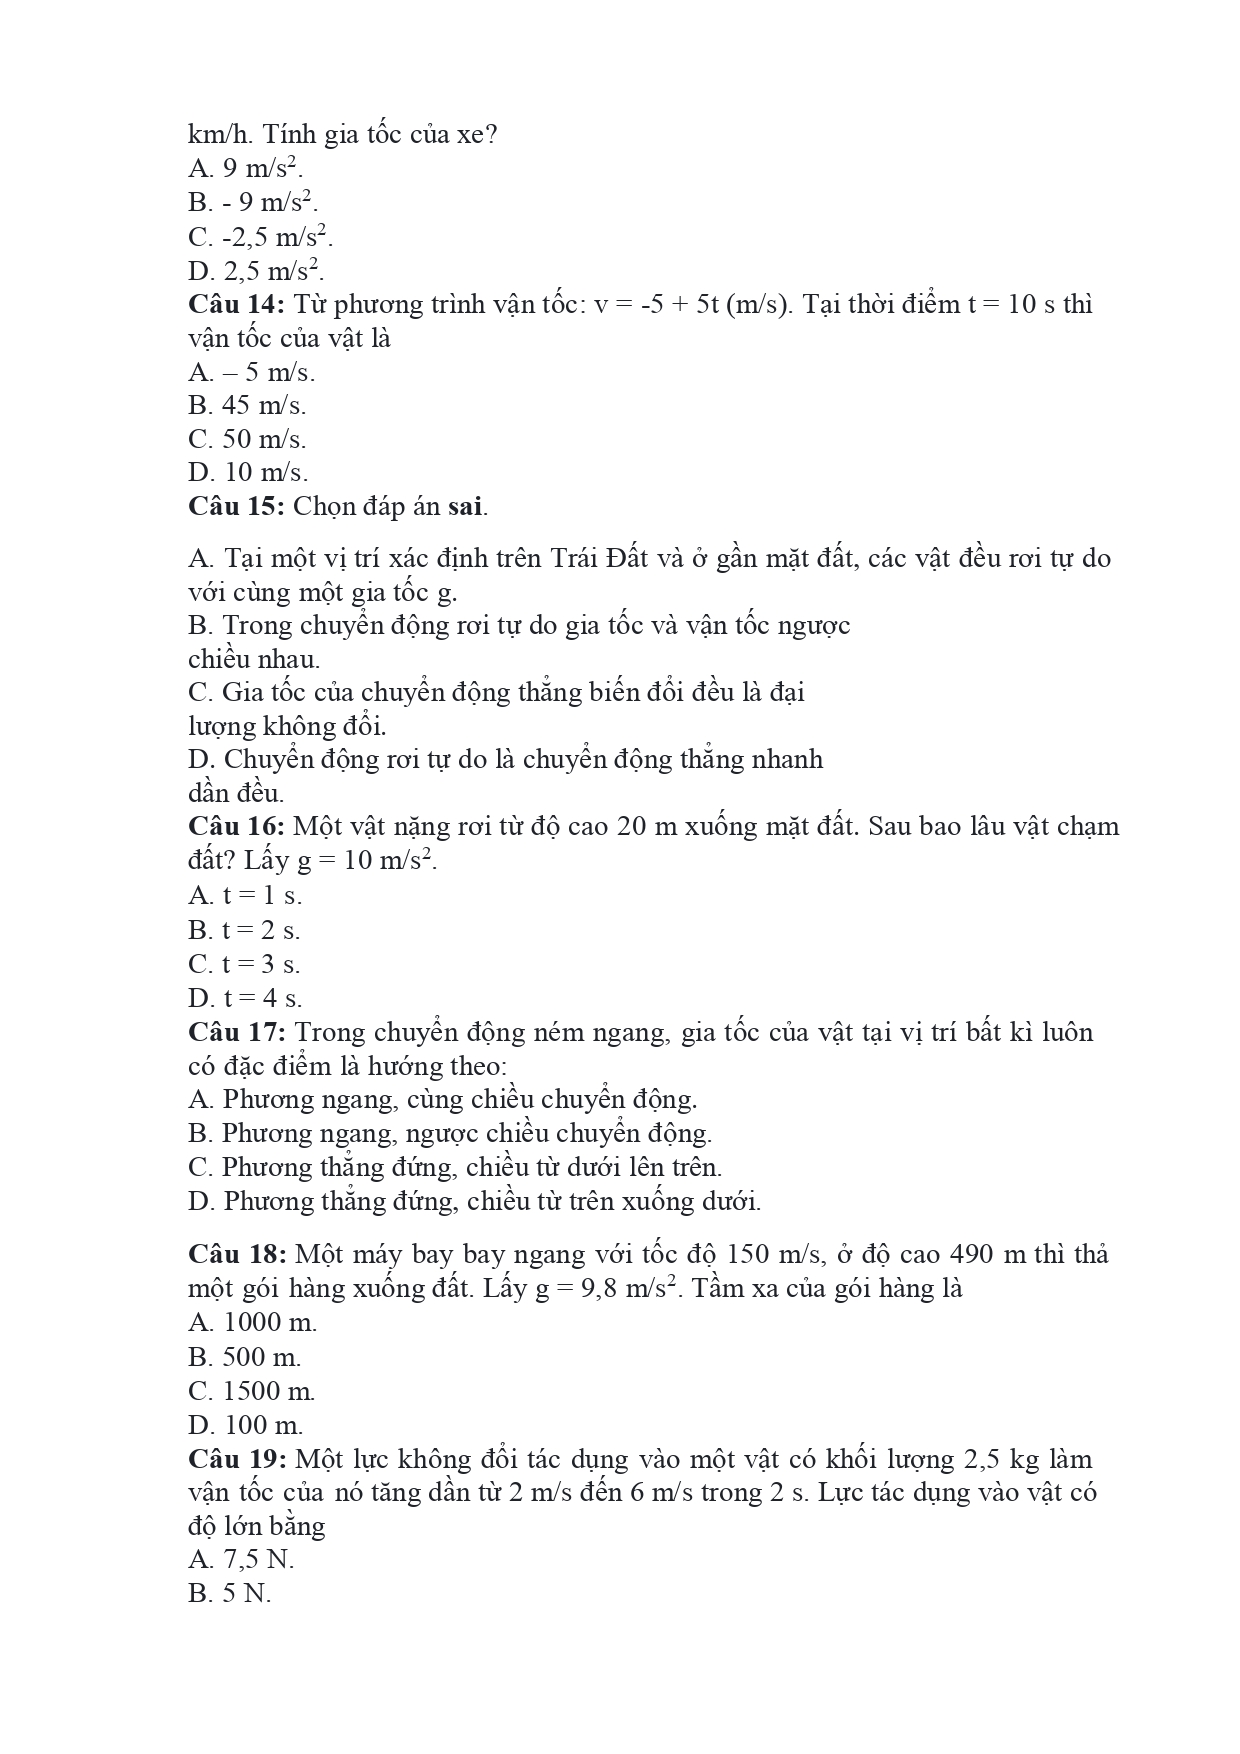 km/h. Tính gia tốc của xe?
A. 9 m/s².
B. - 9 m/s².
C. -2,5 m/s².
D. 2,5 m/s².
Câu 14: Từ phương trình vận tốc: v = -5 + 5t (m/s). Tại thời điểm t = 10 s thì
vận tốc của vật là
A. – 5 m/s.
B. 45 m/s.
C. 50 m/s.
D. 10 m/s.
Câu 15: Chọn đáp án sai.
A. Tại một vị trí xác định trên Trái Đất và ở gần mặt đất, các vật đều rơi tự do
với cùng một gia tốc g.
B. Trong chuyển động rơi tự do gia tốc và vận tốc ngược
chiều nhau.
C. Gia tốc của chuyển động thẳng biến đổi đều là đại
lượng không đổi.
D. Chuyển động rơi tự do là chuyển động thẳng nhanh
dần đều.
Câu 16: Một vật nặng rơi từ độ cao 20 m xuống mặt đất. Sau bao lâu vật chạm
đất? Lấy g = 10 m/s².
A. t = 1 s.
B. t = 2 s.
C. t = 3 s.
D. t = 4 s.
Câu 17: Trong chuyển động ném ngang, gia tốc của vật tại vị trí bất kì luôn
có đặc điểm là hướng theo:
A. Phương ngang, cùng chiều chuyển động.
B. Phương ngang, ngược chiều chuyển động.
C. Phương thẳng đứng, chiều từ dưới lên trên.
D. Phương thẳng đứng, chiều từ trên xuống dưới.
Câu 18: Một máy bay bay ngang với tốc độ 150 m/s, ở độ cao 490 m thì thả
một gói hàng xuống đất. Lấy g = 9,8 m/s². Tầm xa của gói hàng là
A. 1000 m.
B. 500 m.
C. 1500 m.
D. 100 m.
Câu 19: Một lực không đổi tác dụng vào một vật có khối lượng 2,5 kg làm
vận tốc của nó tăng dần từ 2 m/s đến 6 m/s trong 2 s. Lực tác dụng vào vật có
độ lớn bằng
A. 7,5 N.
B. 5 N.